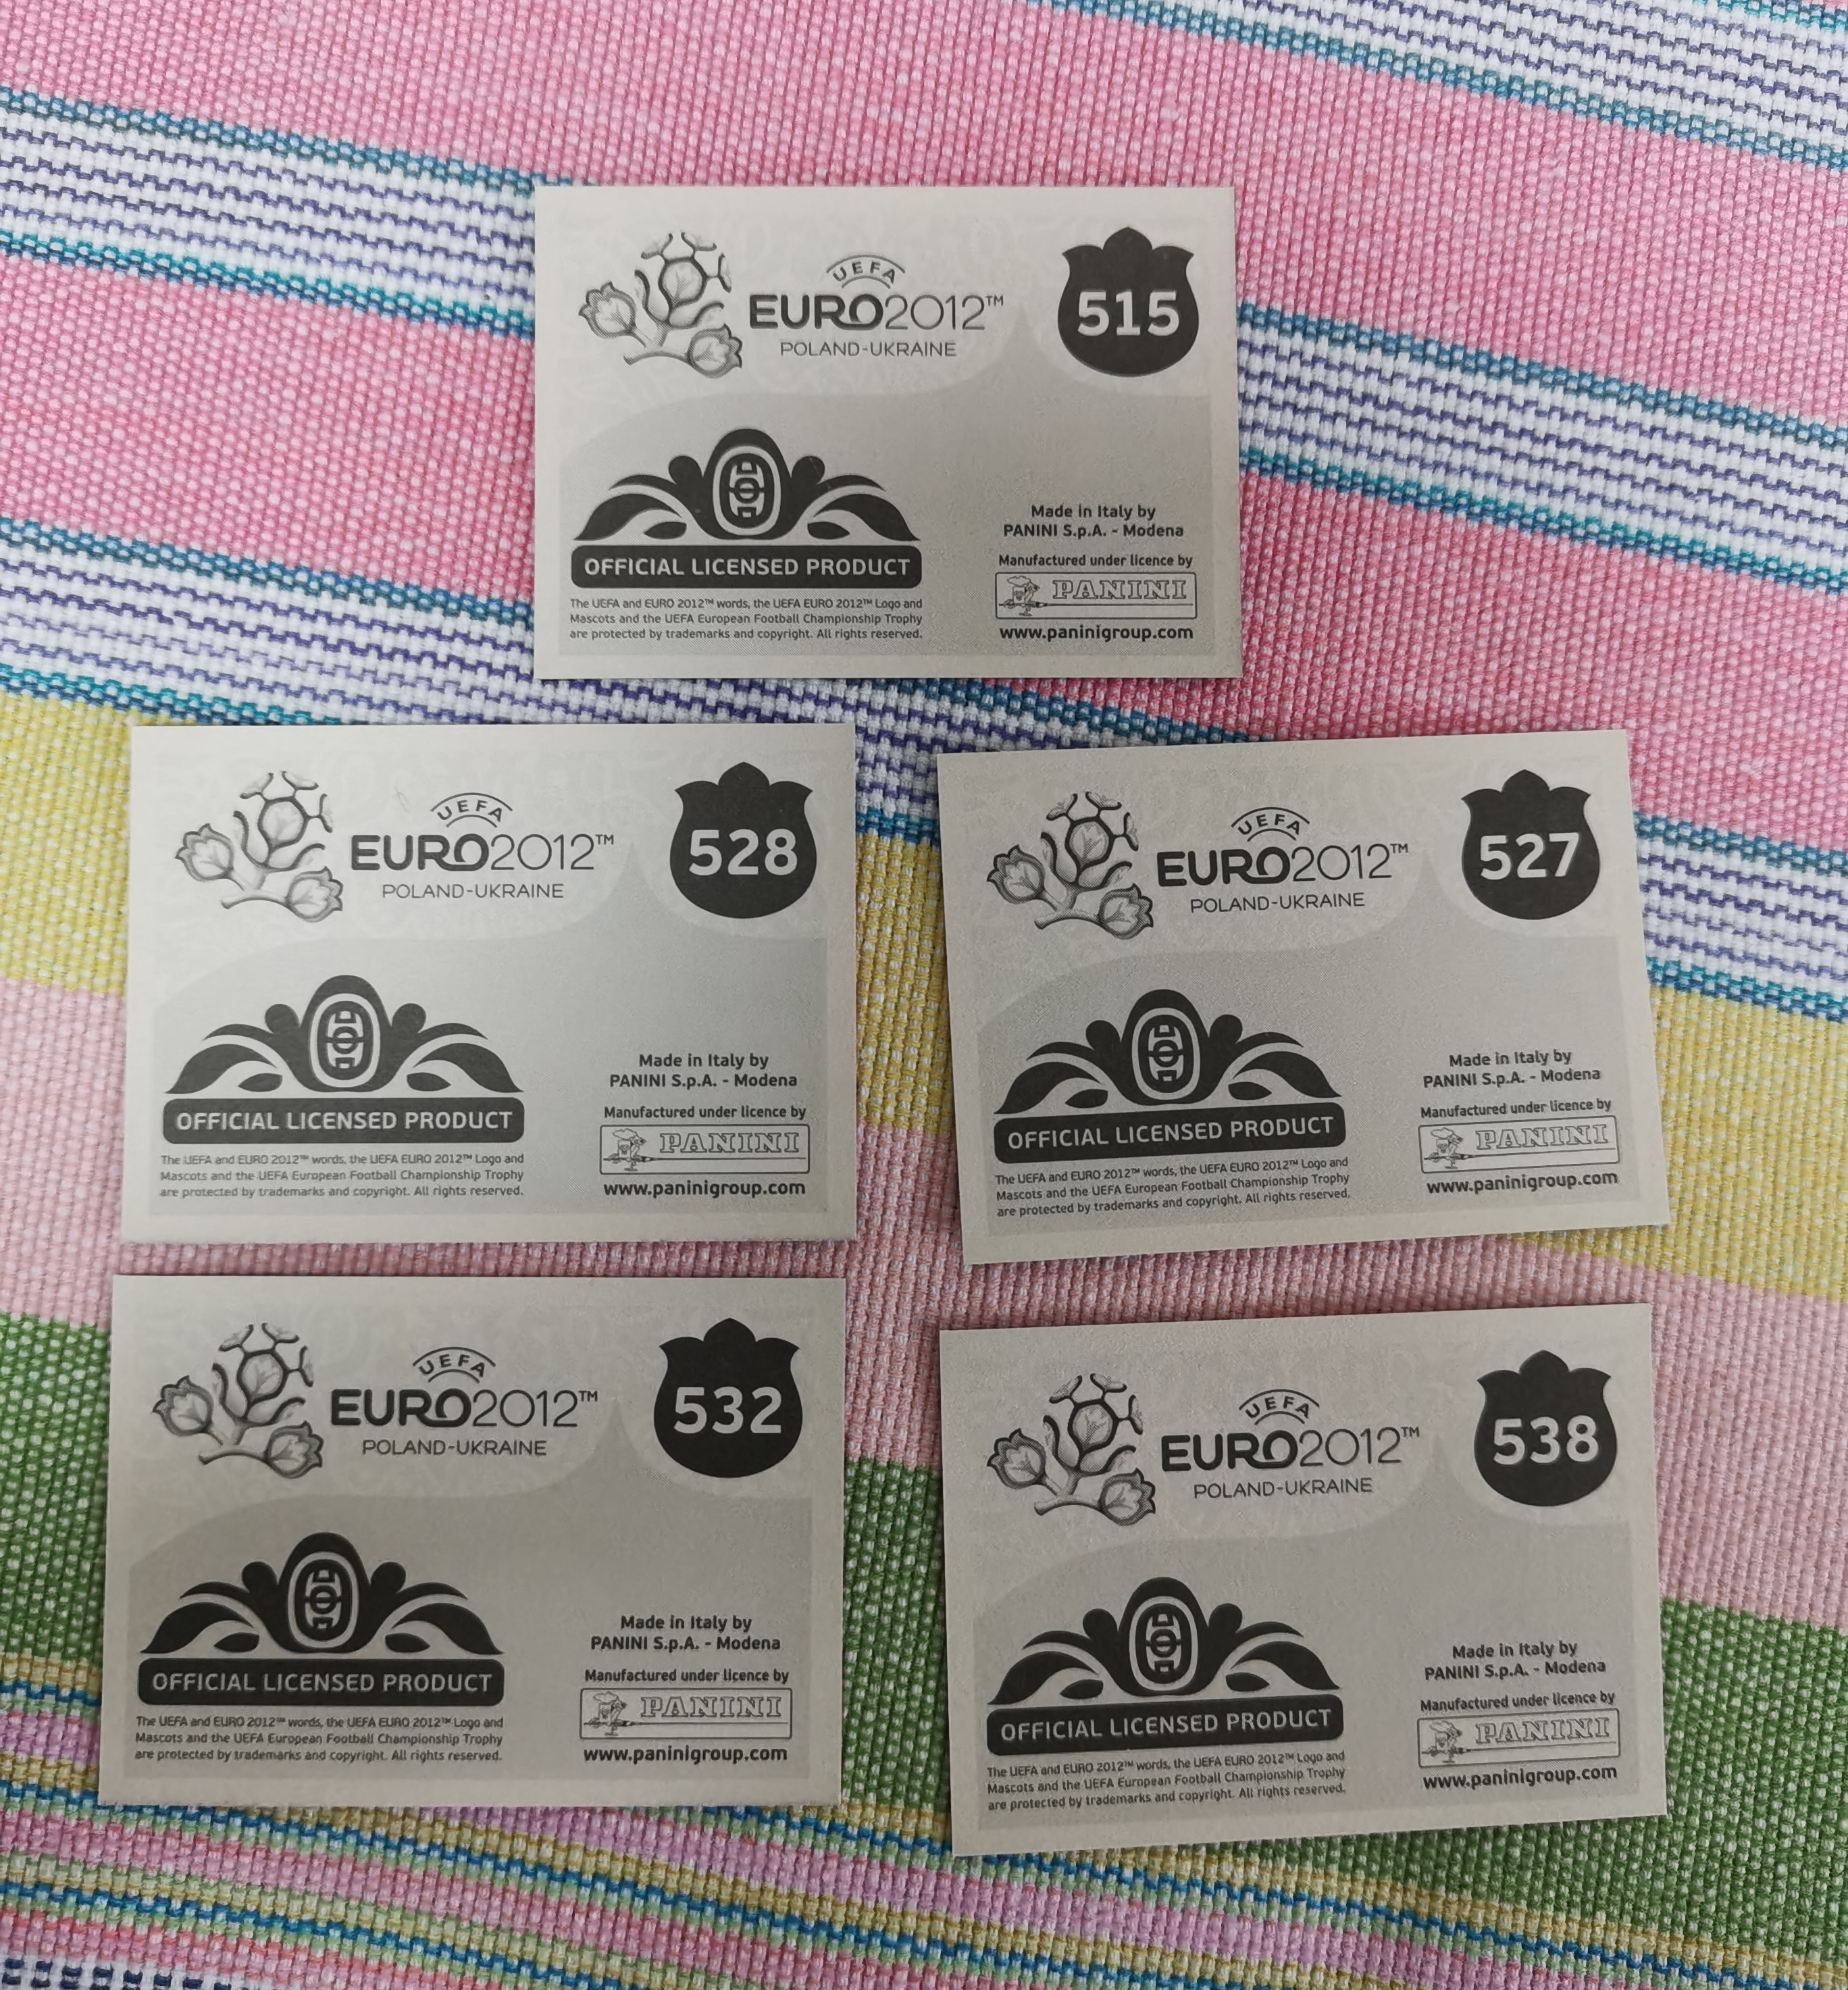 UEFA
EURO2012™
POLAND-UKRAINE
515
OFFICIAL LICENSED PRODUCT
The UEFA and EURO 2012™ words, the UEFA EURO 2012™ Logo and
Mascots and the UEFA European Football Championship Trophy
are protected by trademarks and copyright. All rights reserved.
Made in Italy by
PANINI S.p.A. - Modena
Manufactured under licence by
PANINI
www.paninigroup.com
UEFA
EURO2012™
POLAND-UKRAINE
528
OFFICIAL LICENSED PRODUCT
The UEFA and EURO 2012™ words, the UEFA EURO 2012™ Logo and
Mascots and the UEFA European Football Championship Trophy
are protected by trademarks and copyright. All rights reserved.
Made in Italy by
PANINI S.p.A. - Modena
Manufactured under licence by
PANINI
www.paninigroup.com
UEFA
EURO2012™
POLAND-UKRAINE
527
OFFICIAL LICENSED PRODUCT
The UEFA and EURO 2012™ words, the UEFA EURO 2012™ Logo and
Mascots and the UEFA European Football Championship Trophy
are protected by trademarks and copyright. All rights reserved.
Made in Italy by
PANINI S.p.A. - Modena
Manufactured under licence by
PANINI
www.paninigroup.com
UEFA
EURO2012™
POLAND-UKRAINE
532
OFFICIAL LICENSED PRODUCT
The UEFA and EURO 2012™ words, the UEFA EURO 2012™ Logo and
Mascots and the UEFA European Football Championship Trophy
are protected by trademarks and copyright. All rights reserved.
Made in Italy by
PANINI S.p.A. - Modena
Manufactured under licence by
PANINI
www.paninigroup.com
UEFA
EURO2012™
POLAND-UKRAINE
538
OFFICIAL LICENSED PRODUCT
The UEFA and EURO 2012™ words, the UEFA EURO 2012™ Logo and
Mascots and the UEFA European Football Championship Trophy
are protected by trademarks and copyright. All rights reserved.
Made in Italy by
PANINI S.p.A. - Modena
Manufactured under licence by
PANINI
www.paninigroup.com